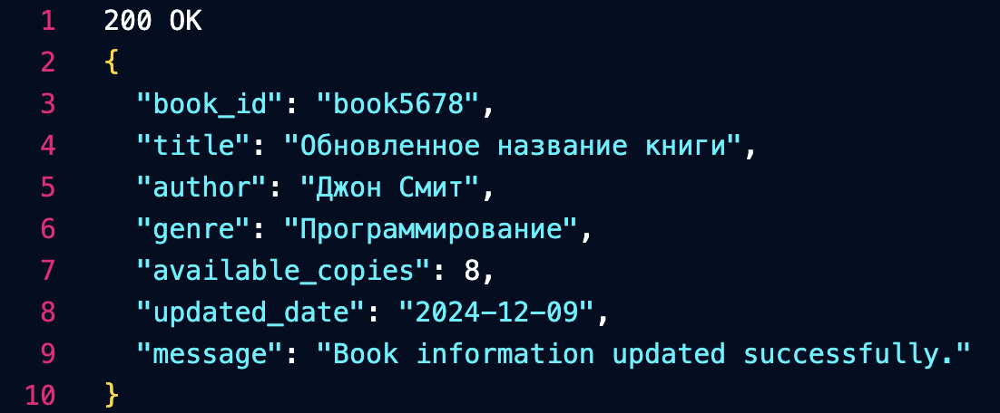 1 200 OK
2 {
3 "book_id": "book5678",
4 "title": "Обновленное название книги",
5 "author": "Джон Смит",
6 "genre": "Программирование",
7 "available_copies": 8,
8 "updated_date": "2024-12-09",
9 "message": "Book information updated successfully."
10 }